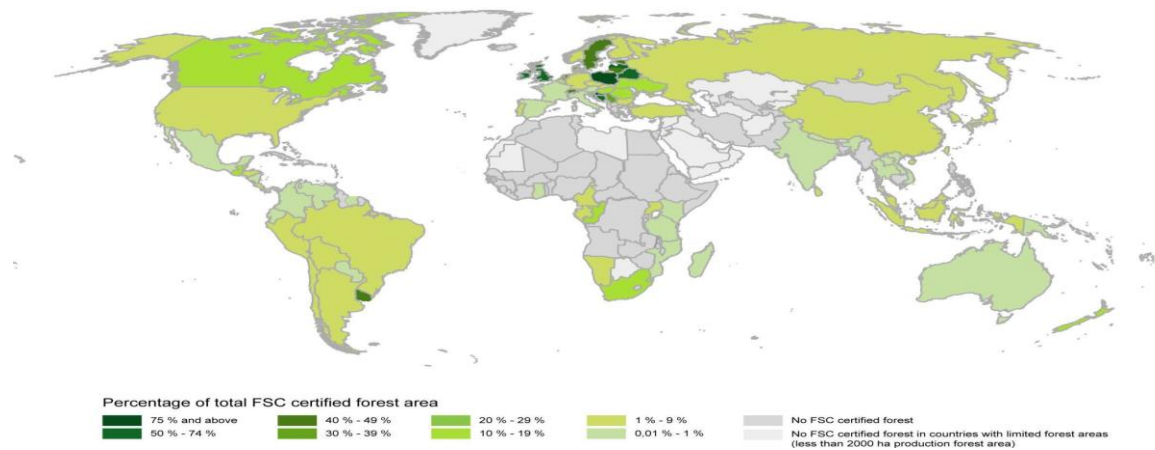 Percentage of total FSC certified forest area
75 % and above
50 % - 74 %
40 % - 49 %
30 % - 39 %
20 % - 29 %
10 % - 19 %
1 % - 9 %
0,01 % - 1 %
No FSC certified forest
No FSC certified forest in countries with limited forest areas
(less than 2000 ha production forest area)